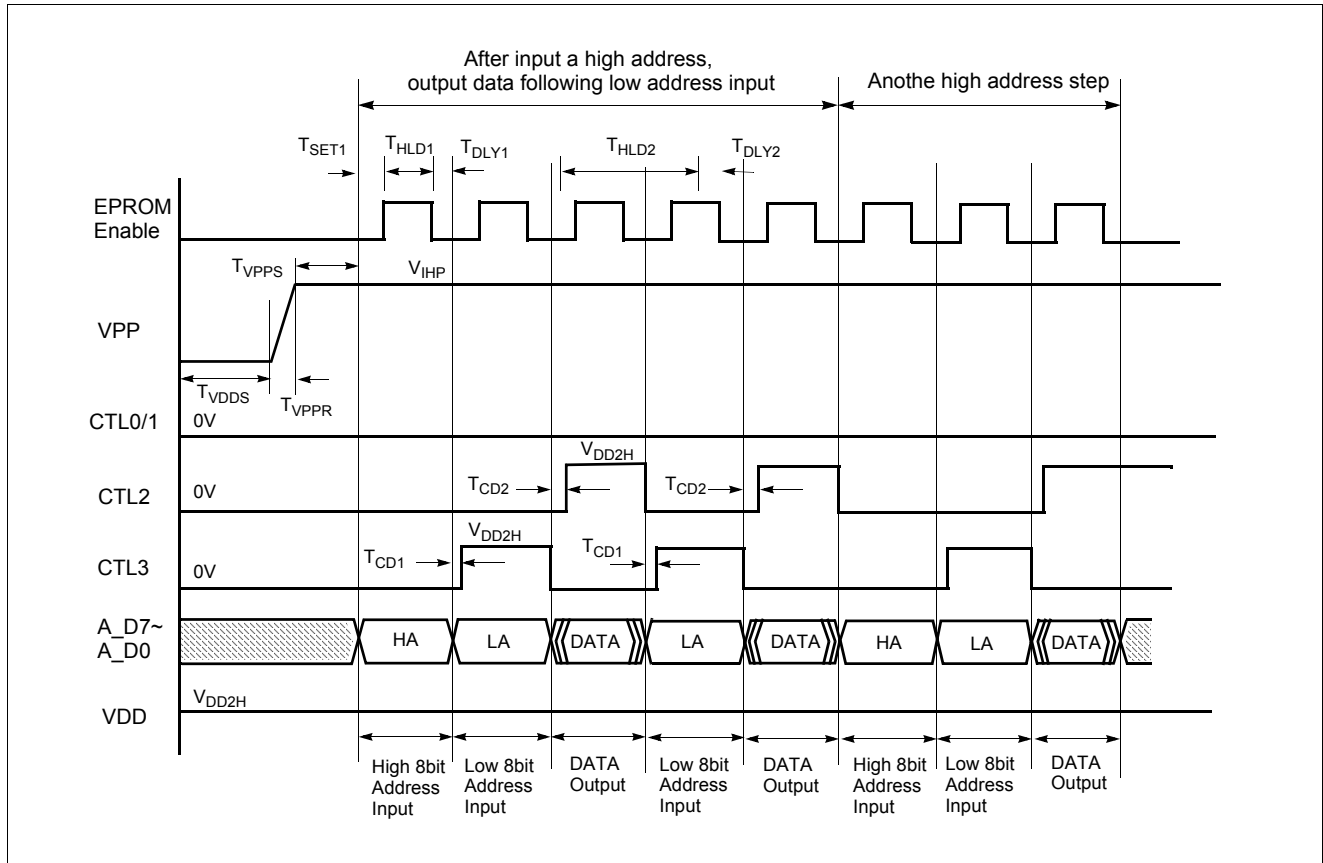 After input a high address,
output data following low address input
Anothe high address step
TSET1
THLD1
TDLY1
THLD2
TDLY2
EPROM
Enable
TVPPS
VIHP
VPP
TVDDS
TVPPR
CTL0/1
0V
VDD2H
CTL2
0V
TCD2
TCD2
VDD2H
CTL3
0V
TCD1
TCD1
A_D7~
A_D0
HA
LA
DATA
LA
DATA
HA
LA
DATA
VDD2H
VDD
High 8bit
Address
Input
Low 8bit
Address
Input
DATA
Output
Low 8bit
Address
Input
DATA
Output
High 8bit
Address
Input
Low 8bit
Address
Input
DATA
Output